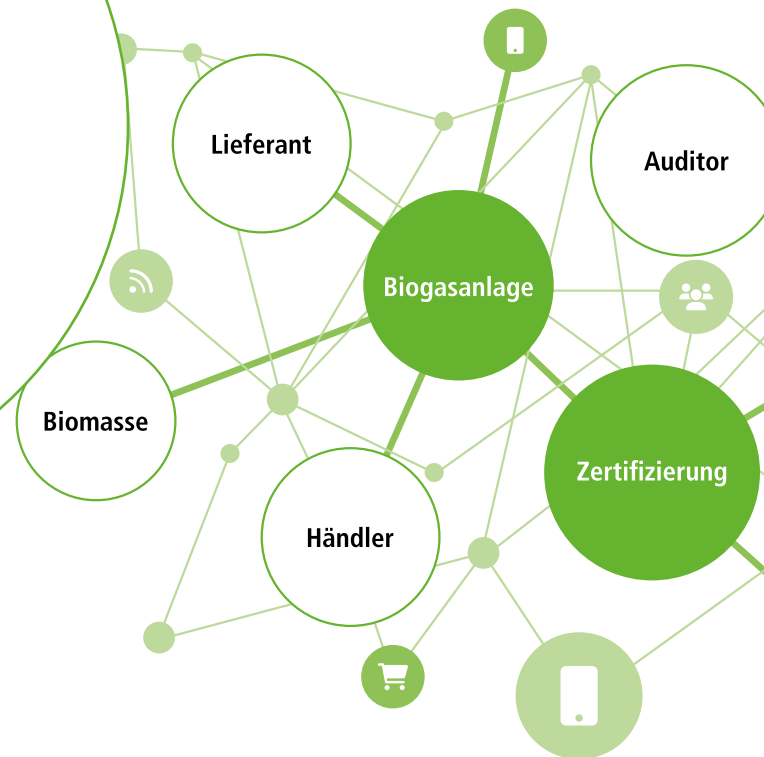 Lieferant
Auditor
Biogasanlage
Biomasse
Zertifizierung
Händler